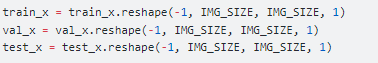 train_x = train_x.reshape(-1, IMG_SIZE, IMG_SIZE, 1)
val_x = val_x.reshape(-1, IMG_SIZE, IMG_SIZE, 1)
test_x = test_x.reshape(-1, IMG_SIZE, IMG_SIZE, 1)